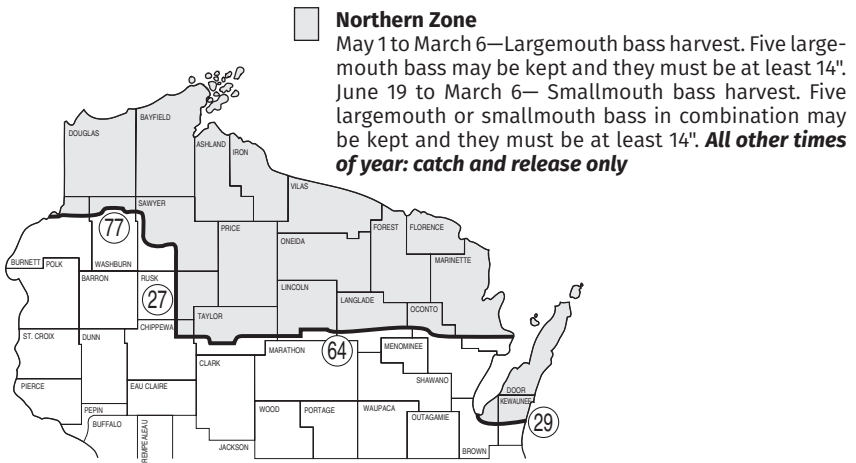 Northern Zone
May 1 to March 6—Largemouth bass harvest. Five large-
mouth bass may be kept and they must be at least 14".
June 19 to March 6— Smallmouth bass harvest. Five
largemouth or smallmouth bass in combination may
be kept and they must be at least 14". All other times
of year: catch and release only
BAYFIELD
DOUGLAS
ASHLAND
IRON
VILAS
SAWYER
77
PRICE
FOREST
FLORENCE
ONEIDA
BURNETT
POLK
WASHBURN
MARINETTE
BARRON
RUSK
27
LINCOLN
LANGLADE
OCONTO
TAYLOR
CHIPPEWA
ST. CROIX
DUNN
CLARK
MARATHON
64
MENOMINEE
SHAWANO
PIERCE
EAU CLAIRE
DOOR
KEWAUNEE
PEPIN
BUFFALO
TREMPEALEAU
WOOD
PORTAGE
WAUPACA
OUTAGAMIE
29
JACKSON
BROWN